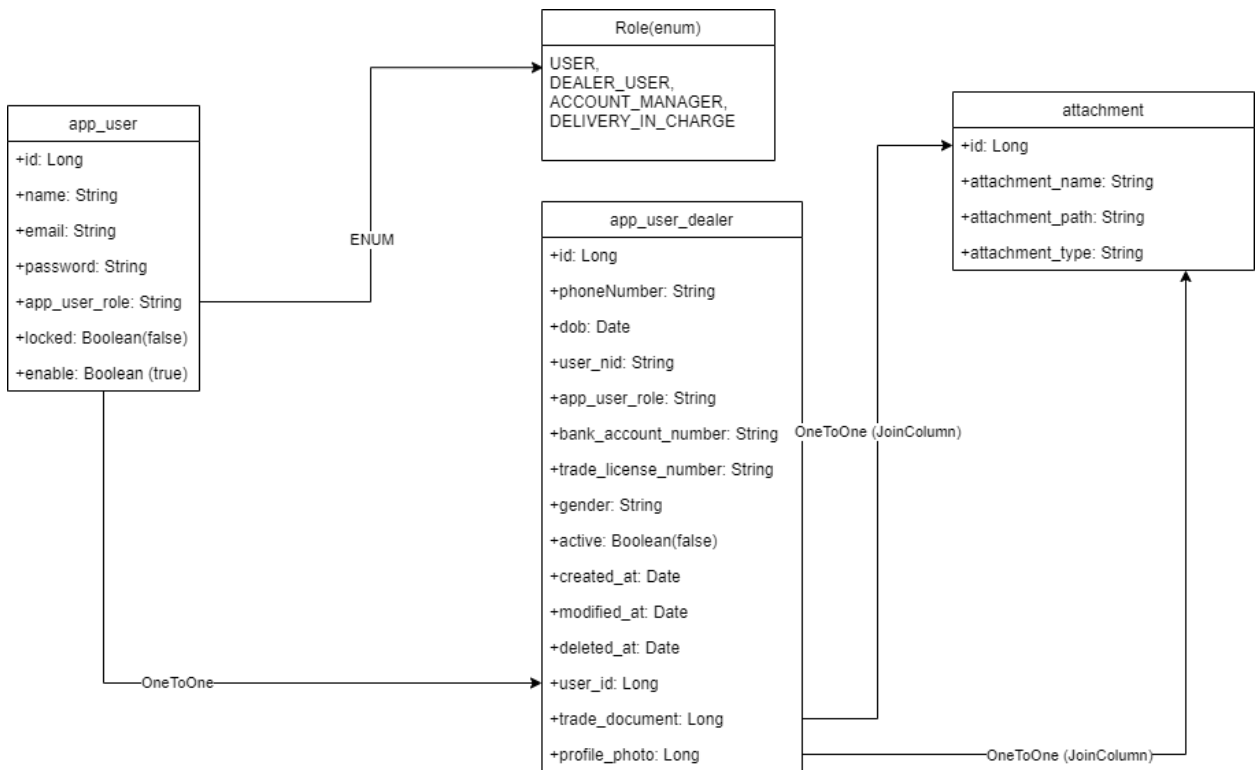 Role(enum)
USER,
DEALER_USER,
ACCOUNT_MANAGER,
DELIVERY_IN_CHARGE
app_user
+id: Long
+name: String
+email: String
+password: String
+app_user_role: String
+locked: Boolean(false)
+enable: Boolean (true)
ENUM
attachment
+id: Long
+attachment_name: String
+attachment_path: String
+attachment_type: String
app_user_dealer
+id: Long
+phoneNumber: String
+dob: Date
+user_nid: String
+app_user_role: String
+bank_account_number: String
+trade_license_number: String
+gender: String
+active: Boolean(false)
+created_at: Date
+modified_at: Date
+deleted_at: Date
+user_id: Long
+trade_document: Long
+profile_photo: Long
OneToOne (JoinColumn)
OneToOne
OneToOne (JoinColumn)